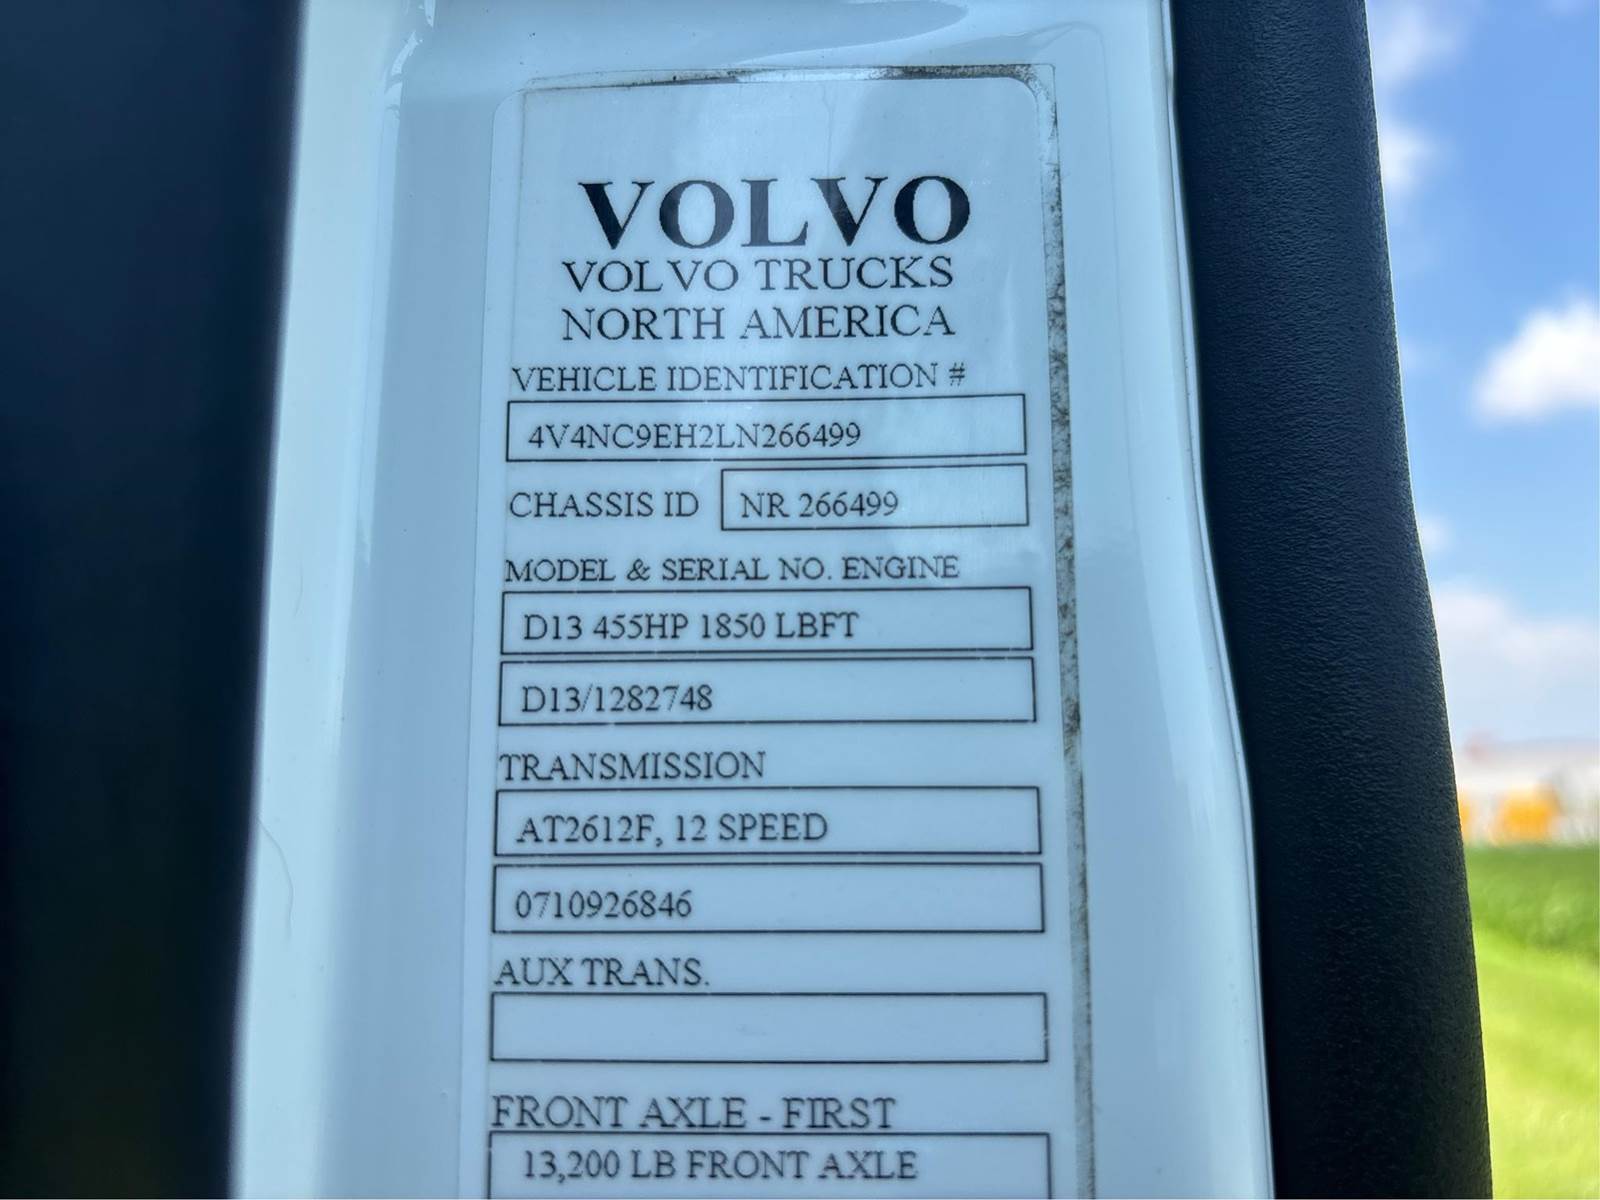 VOLVO
VOLVO TRUCKS
NORTH AMERICA
VEHICLE IDENTIFICATION #
4V4NC9EH2LN266499
CHASSIS ID NR 266499
MODEL & SERIAL NO. ENGINE
D13 455HP 1850 LBFT
D13/1282748
TRANSMISSION
AT2612F, 12 SPEED
0710926846
AUX TRANS.
FRONT AXLE - FIRST
13,200 LB FRONT AXLE